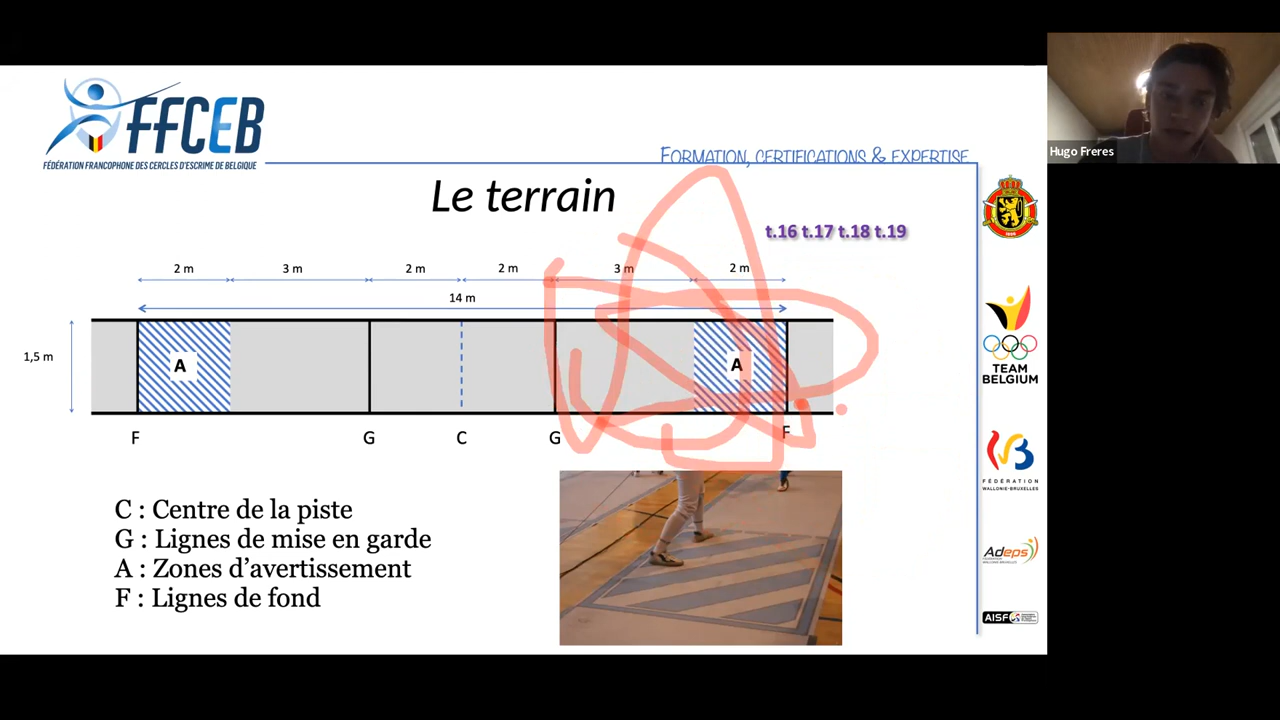 FFCEB
FÉDÉRATION FRANCOPHONE DES CERCLES D'ESCRIME DE BELGIQUE
FORMATION, CERTIFICATIONS & EXPERTISE
Hugo Freres
Le terrain
t.16 t.17 t.18 t.19
2 m 3 m 2 m 2 m 3 m 2 m
14 m
1,5 m
A A
F G C G F
C : Centre de la piste
G : Lignes de mise en garde
A : Zones d'avertissement
F : Lignes de fond
TEAM
BELGIUM
FÉDÉRATION
WALLONIE-BRUXELLES
Adeps
AISF